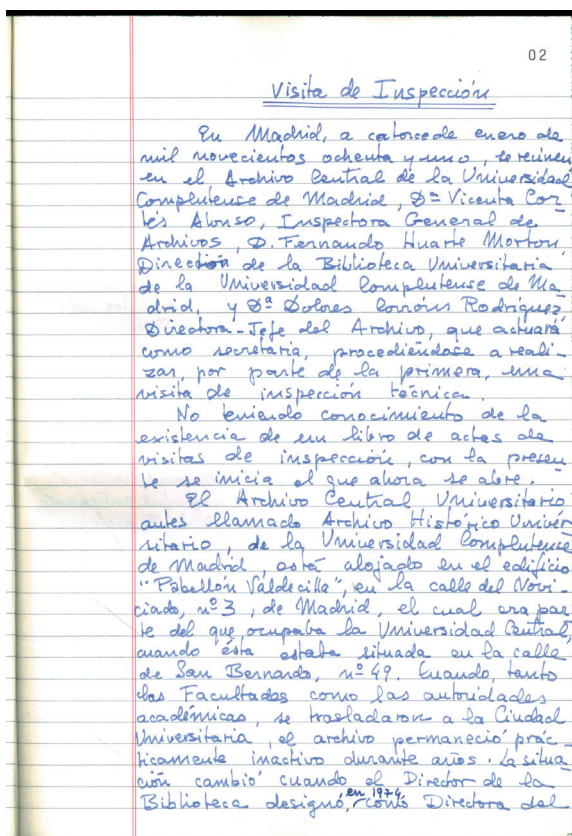 02
Visita de Inspección
En Madrid, a catorce de enero de
mil novecientos ochenta y uno, se reúnen
en el Archivo Central de la Universidad
Complutense de Madrid, Dª Vicenta Cor
tés Alonso, Inspectora General de
Archivos, D. Fernando Huarte Morton,
Director de la Biblioteca Universitaria
de la Universidad Complutense de Ma
drid, y Dª Dolores Corróns Rodríguez,
Directora-Jefe del Archivo, que actuará
como secretaria, procediéndose a reali-
zar, por parte de la primera, una
visita de inspección técnica.
No teniendo conocimiento de la
existencia de un libro de actas de
visitas de inspección, con la presen
te se inicia el que ahora se abre.
El Archivo Central Universitario
antes llamado Archivo Histórico Univer
sitario, de la Universidad Complutense
de Madrid, está alojado en el edificio
"Pabellón Valdecilla", en la calle del Novi-
ciado, nº 3, de Madrid, el cual era par
te del que ocupaba la Universidad Central,
cuando ésta estaba situada en la calle
de San Bernardo, nº 49. Cuando, tanto
las Facultades como las autoridades
académicas, se trasladaron a la Ciudad
Universitaria, el archivo permaneció prác-
ticamente inactivo durante años. La situa
ción cambió cuando el Director de la
Biblioteca designó, en 1974, como Directora del